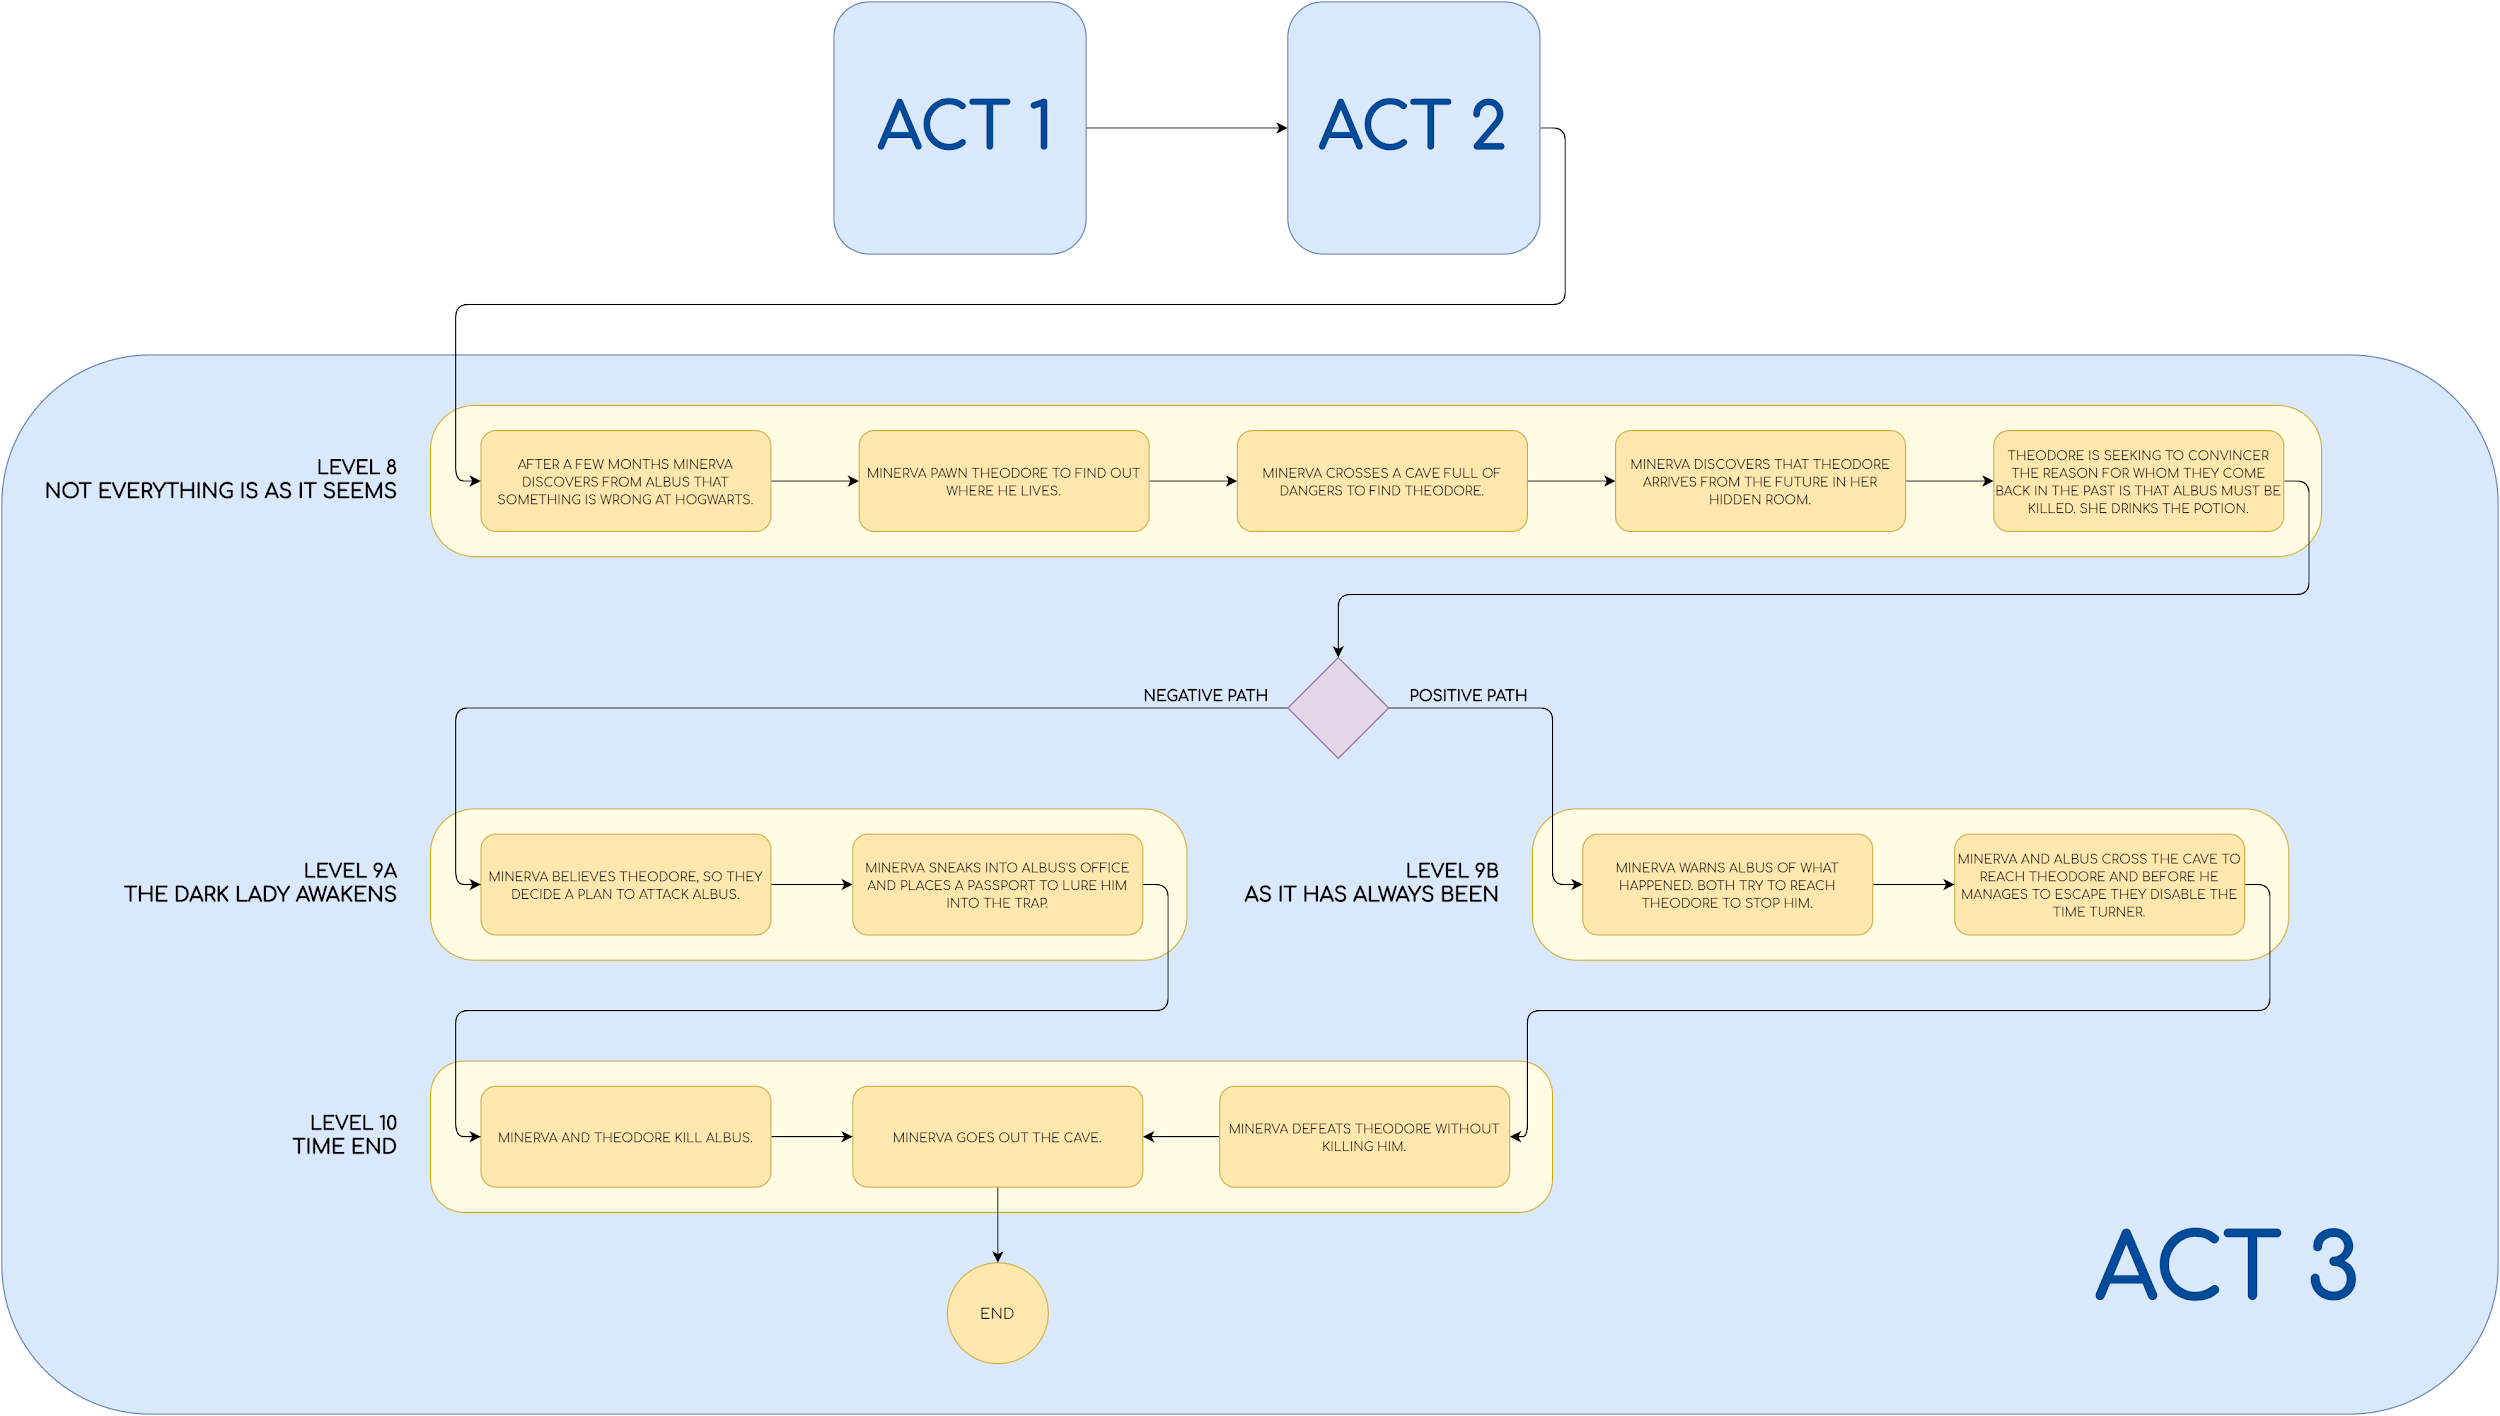 ACT 1
ACT 2
LEVEL 8
NOT EVERYTHING IS AS IT SEEMS
AFTER A FEW MONTHS MINERVA
DISCOVERS FROM ALBUS THAT
SOMETHING IS WRONG AT HOGWARTS.
MINERVA PAWN THEODORE TO FIND OUT
WHERE HE LIVES.
MINERVA CROSSES A CAVE FULL OF
DANGERS TO FIND THEODORE.
MINERVA DISCOVERS THAT THEODORE
ARRIVES FROM THE FUTURE IN HER
HIDDEN ROOM.
THEODORE IS SEEKING TO CONVINCER
THE REASON FOR WHOM THEY COME
BACK IN THE PAST IS THAT ALBUS MUST BE
KILLED. SHE DRINKS THE POTION.
NEGATIVE PATH
POSITIVE PATH
LEVEL 9A
THE DARK LADY AWAKENS
MINERVA BELIEVES THEODORE, SO THEY
DECIDE A PLAN TO ATTACK ALBUS.
MINERVA SNEAKS INTO ALBUS'S OFFICE
AND PLACES A PASSPORT TO LURE HIM
INTO THE TRAP.
LEVEL 9B
AS IT HAS ALWAYS BEEN
MINERVA WARNS ALBUS OF WHAT
HAPPENED. BOTH TRY TO REACH
THEODORE TO STOP HIM.
MINERVA AND ALBUS CROSS THE CAVE TO
REACH THEODORE AND BEFORE HE
MANAGES TO ESCAPE THEY DISABLE THE
TIME TURNER.
LEVEL 10
TIME END
MINERVA AND THEODORE KILL ALBUS.
MINERVA GOES OUT THE CAVE.
MINERVA DEFEATS THEODORE WITHOUT
KILLING HIM.
END
ACT 3